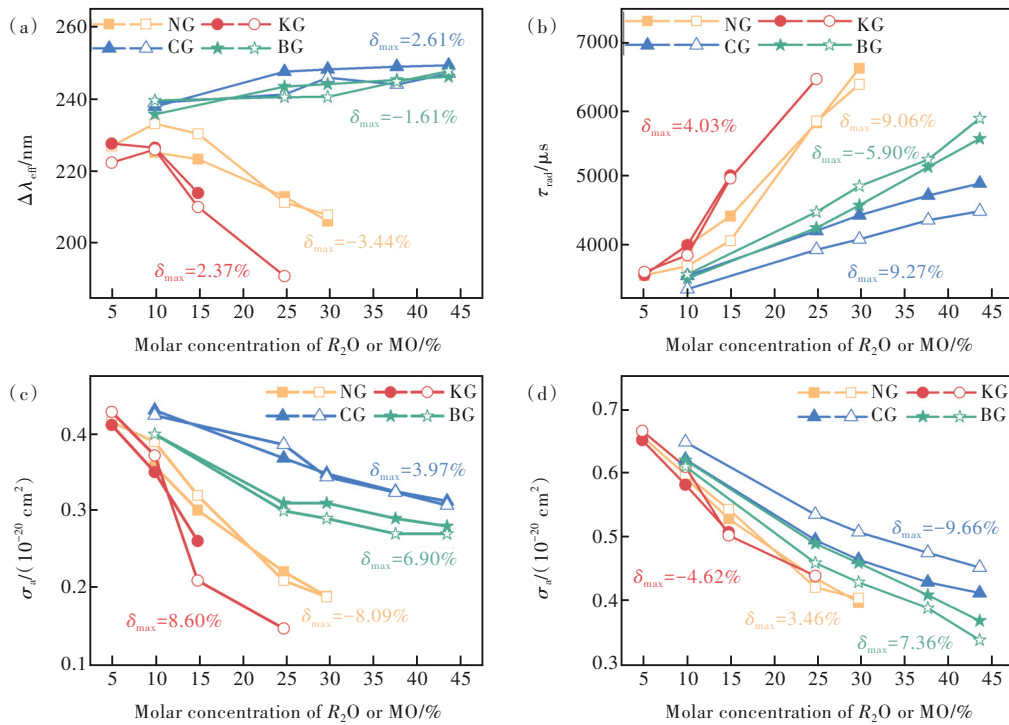 (a)
NG
KG
CG
BG
δmax=2.61%
δmax=-1.61%
δmax=-3.44%
δmax=2.37%
260
240
220
200
Δλeff/nm
5 10 15 20 25 30 35 40 45
Molar concentration of R2O or MO/%
(b)
NG
KG
CG
BG
δmax=4.03%
δmax=9.06%
δmax=-5.90%
δmax=9.27%
7000
6000
5000
4000
τrad/μs
5 10 15 20 25 30 35 40 45
Molar concentration of R2O or MO/%
(c)
NG
KG
CG
BG
δmax=3.97%
δmax=6.90%
δmax=-8.09%
δmax=8.60%
0.4
0.3
0.2
0.1
σa/(10⁻²⁰ cm²)
5 10 15 20 25 30 35 40 45
Molar concentration of R2O or MO/%
(d)
NG
KG
CG
BG
δmax=-9.66%
δmax=-4.62%
δmax=3.46%
δmax=7.36%
0.7
0.6
0.5
0.4
0.3
σa/(10⁻²⁰ cm²)
5 10 15 20 25 30 35 40 45
Molar concentration of R2O or MO/%